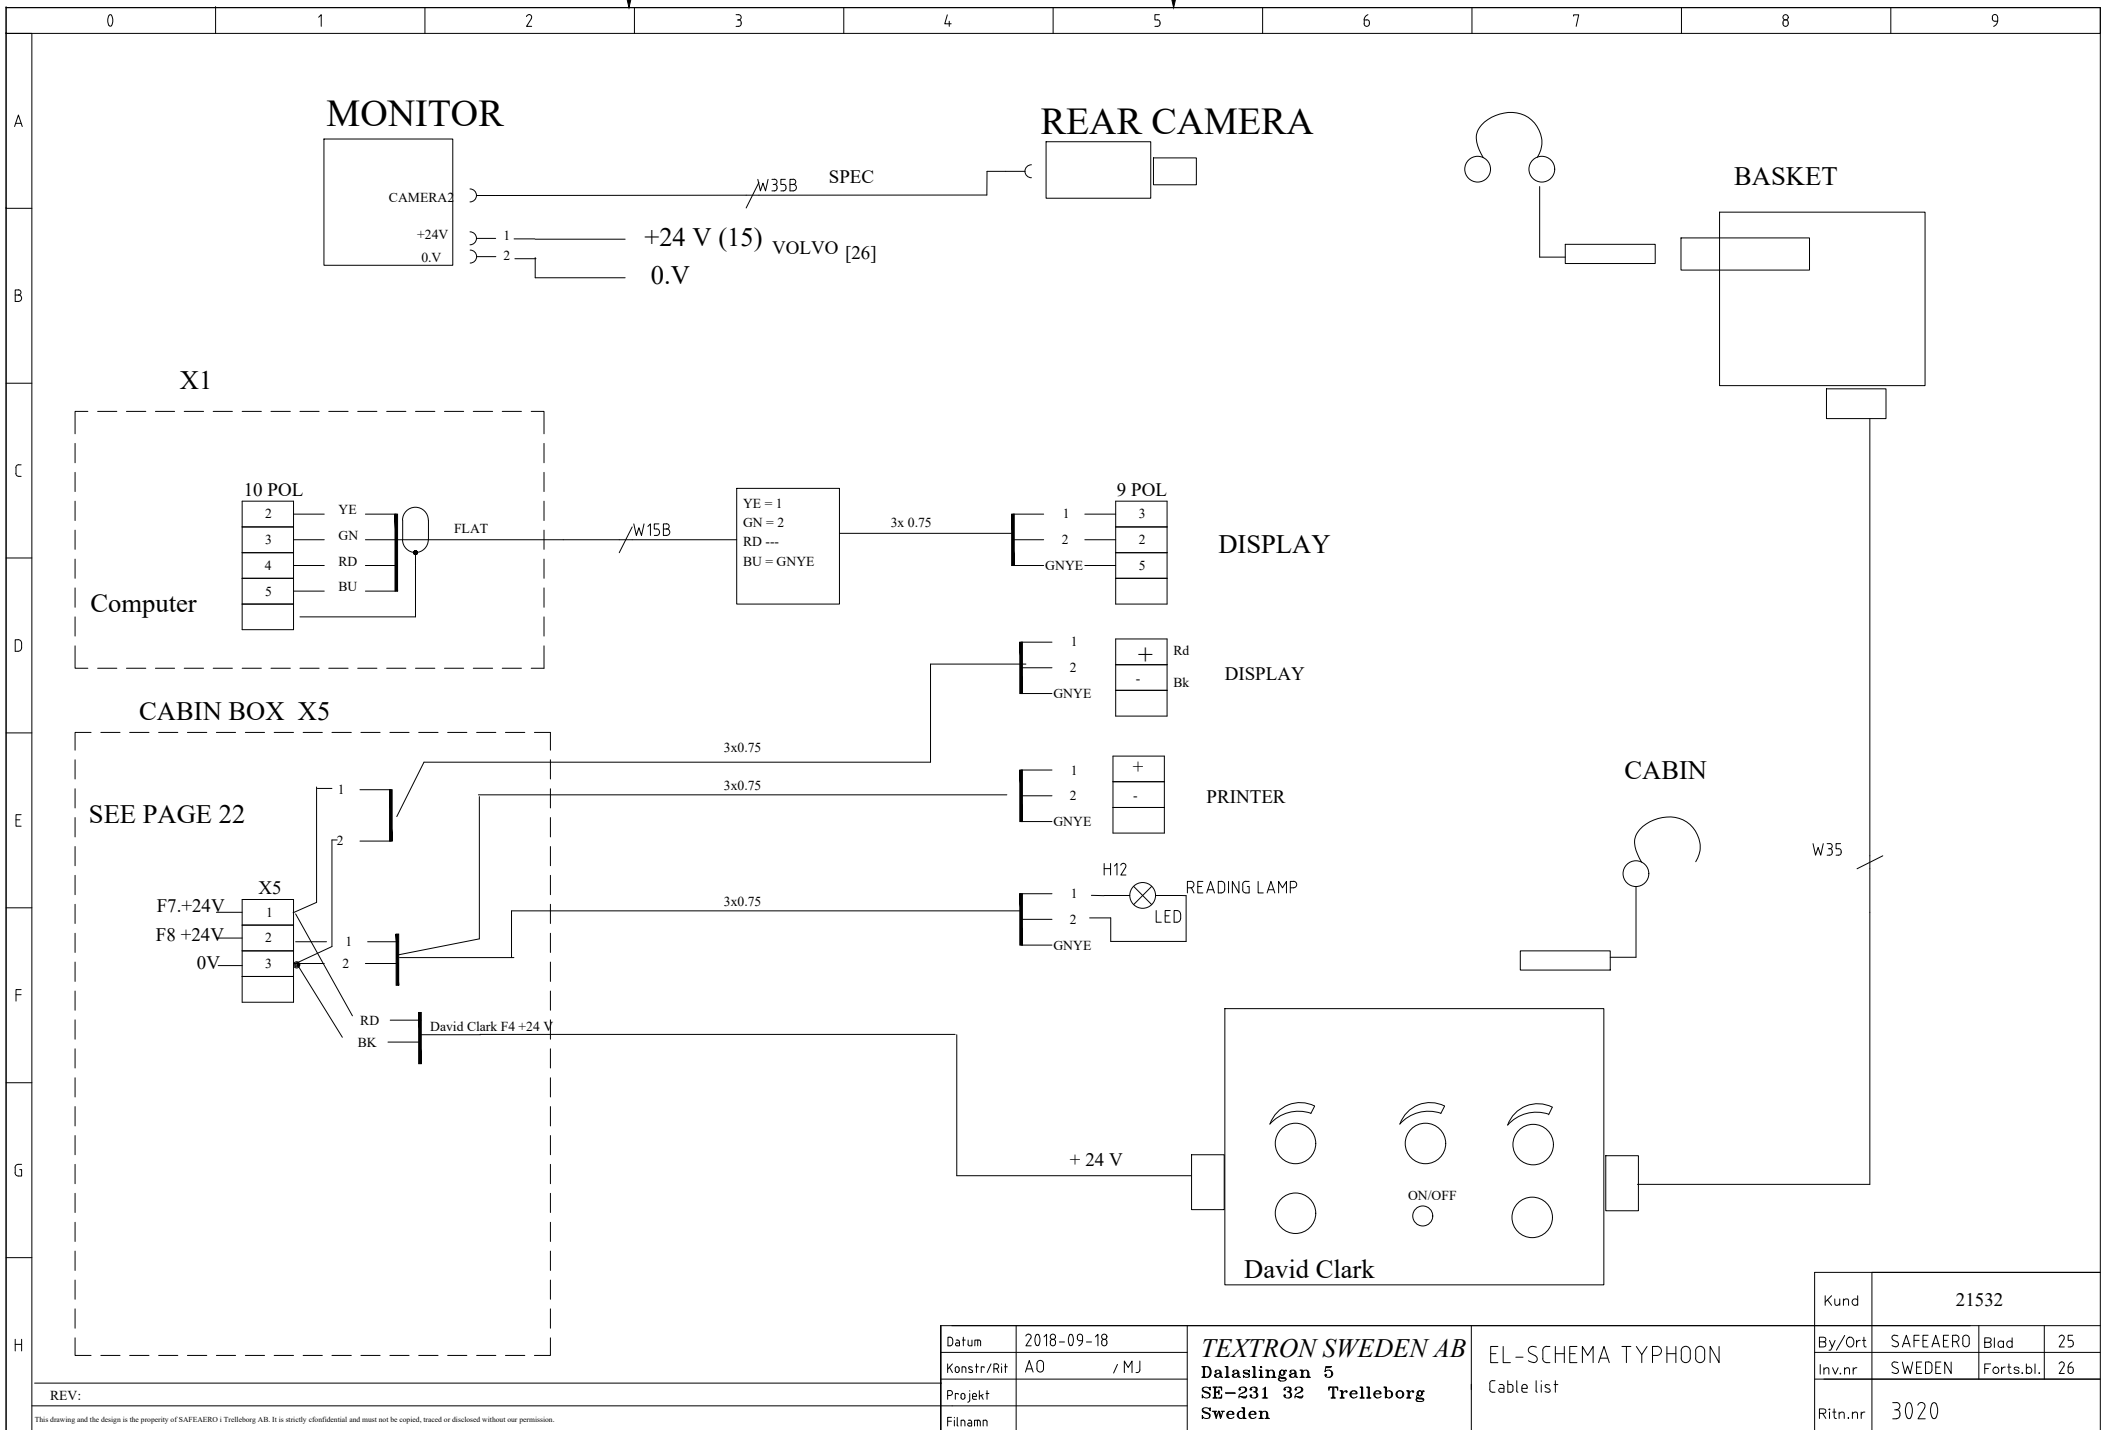 0 1 2 3 4 5 6 7 8 9
A
B
C
D
E
F
G
H
MONITOR
CAMERA2
+24V
0.V
1
2
W35B
SPEC
REAR CAMERA
+24 V (15) VOLVO [26]
0.V
BASKET
X1
10 POL
2 YE
3 GN
4 RD
5 BU
Computer
FLAT
W15B
YE = 1
GN = 2
RD ---
BU = GNYE
3x 0.75
9 POL
1 3
2 2
GNYE 5
DISPLAY
1 + Rd
2 - Bk
GNYE
DISPLAY
CABIN BOX X5
SEE PAGE 22
1
2
3x0.75
3x0.75
1 +
2 -
GNYE
PRINTER
CABIN
W35
X5
F7.+24V 1
F8 +24V 2
0V 3
1
2
3x0.75
H12
1
2
GNYE
LED
READING LAMP
RD
BK
David Clark F4 +24 V
+ 24 V
ON/OFF
David Clark
REV:
This drawing and the design is the properity of SAFEAERO i Trelleborg AB. It is strictly cfonfidential and must not be copied, traced or disclosed without our permission.
Datum 2018-09-18
Konstr/Rit AO / MJ
Projekt
Filnamn
TEXTRON SWEDEN AB
Dalaslingan 5
SE-231 32 Trelleborg
Sweden
EL-SCHEMA TYPHOON
Cable list
Kund 21532
By/Ort SAFEAERO Blad 25
Inv.nr SWEDEN Forts.bl. 26
Ritn.nr 3020